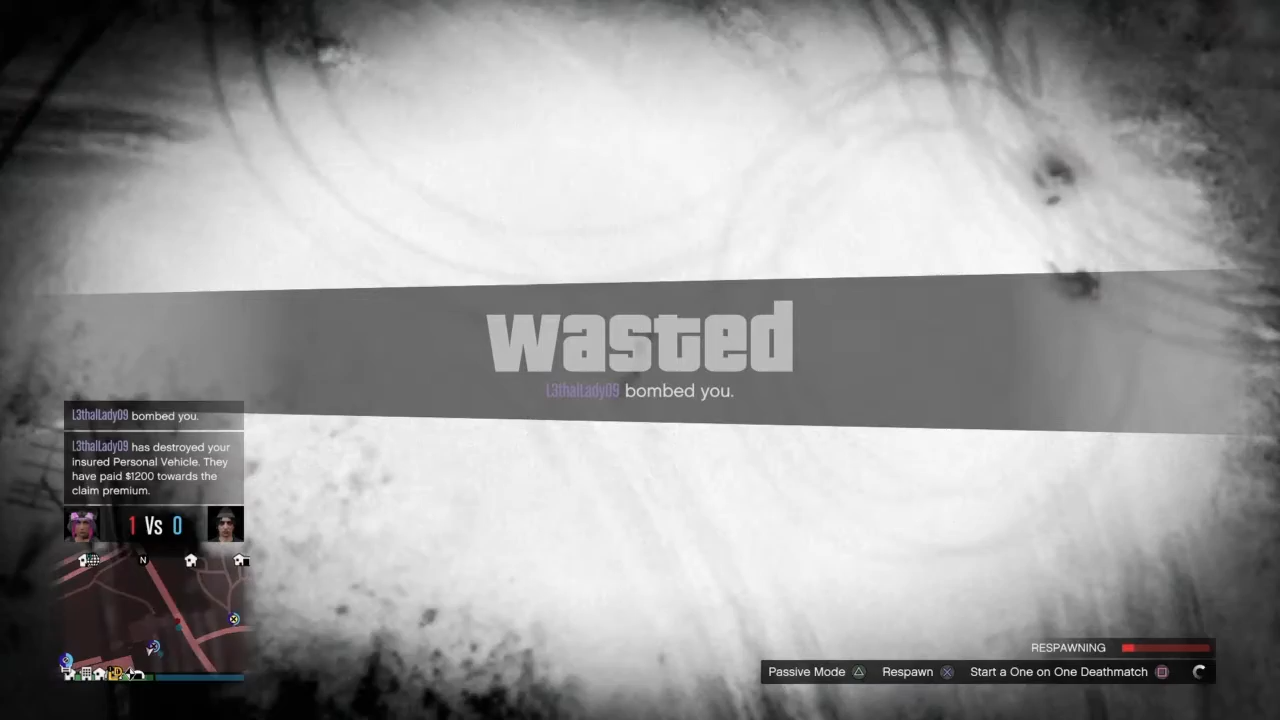 wasted
L3thalLady09 bombed you.
L3thalLady09 bombed you.
L3thalLady09 has destroyed your
insured Personal Vehicle. They
have paid $1200 towards the
claim premium.
1 Vs 0
N
RESPAWNING
Passive Mode Respawn Start a One on One Deathmatch